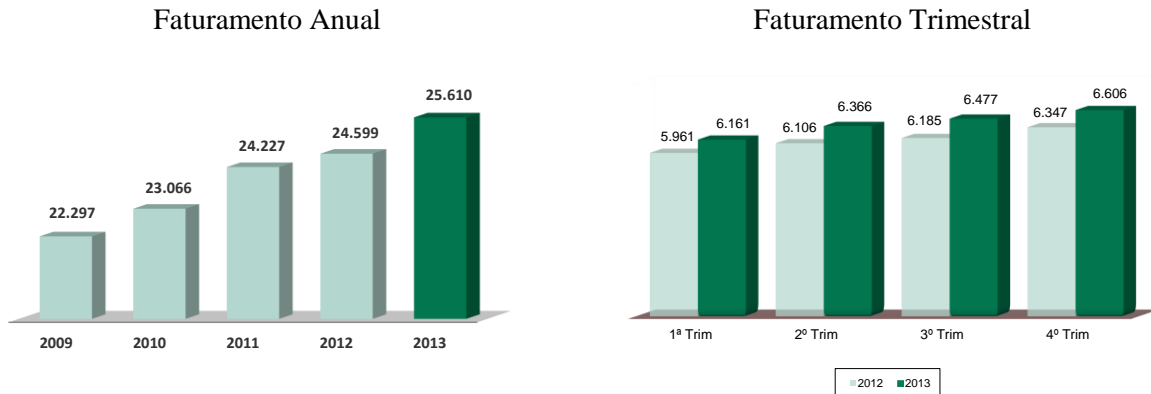 Faturamento Anual
22.297
23.066
24.227
24.599
25.610
2009 2010 2011 2012 2013
Faturamento Trimestral
5.961 6.161 6.106 6.366 6.185 6.477 6.347 6.606
1ª Trim 2º Trim 3º Trim 4º Trim
2012 2013